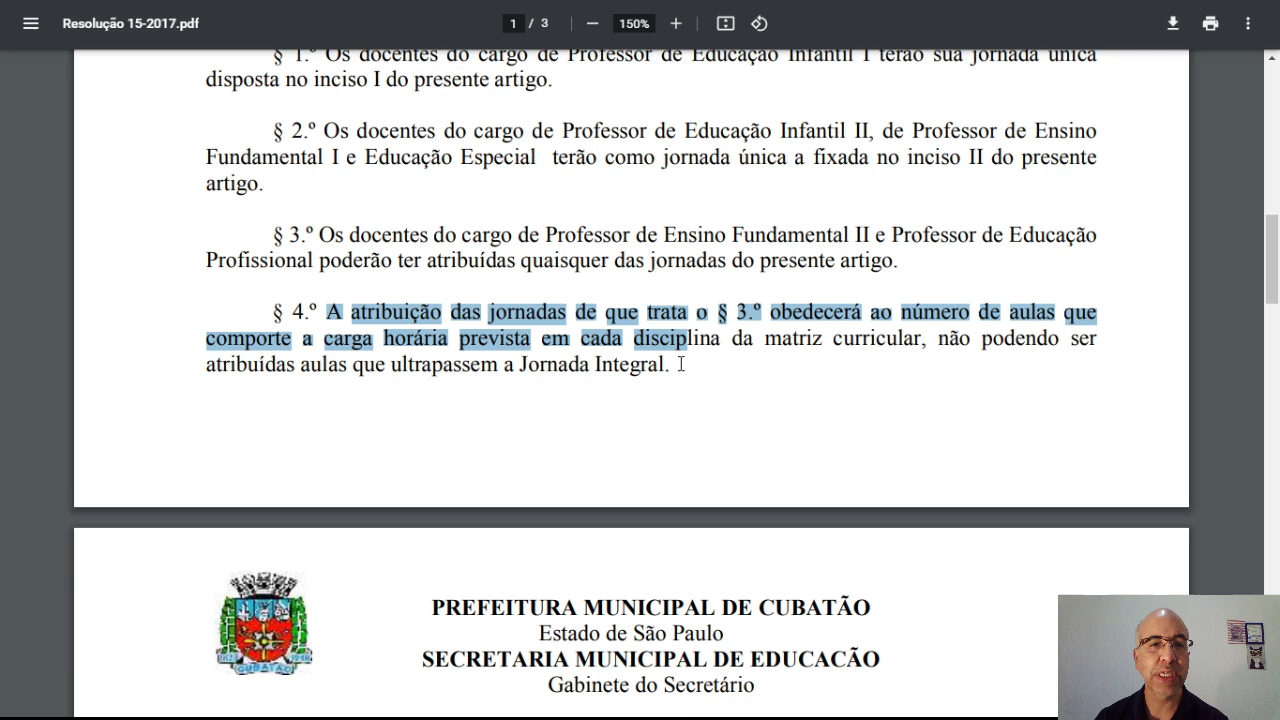 Resolução 15-2017.pdf
1 / 3
150%
§ 1.º Os docentes do cargo de Professor de Educação Infantil I terão sua jornada única
disposta no inciso I do presente artigo.
§ 2.º Os docentes do cargo de Professor de Educação Infantil II, de Professor de Ensino
Fundamental I e Educação Especial terão como jornada única a fixada no inciso II do presente
artigo.
§ 3.º Os docentes do cargo de Professor de Ensino Fundamental II e Professor de Educação
Profissional poderão ter atribuídas quaisquer das jornadas do presente artigo.
§ 4.º A atribuição das jornadas de que trata o § 3.º obedecerá ao número de aulas que
comporte a carga horária prevista em cada disciplina da matriz curricular, não podendo ser
atribuídas aulas que ultrapassem a Jornada Integral.
PREFEITURA MUNICIPAL DE CUBATÃO
Estado de São Paulo
SECRETARIA MUNICIPAL DE EDUCACÃO
Gabinete do Secretário
CUBATÃO